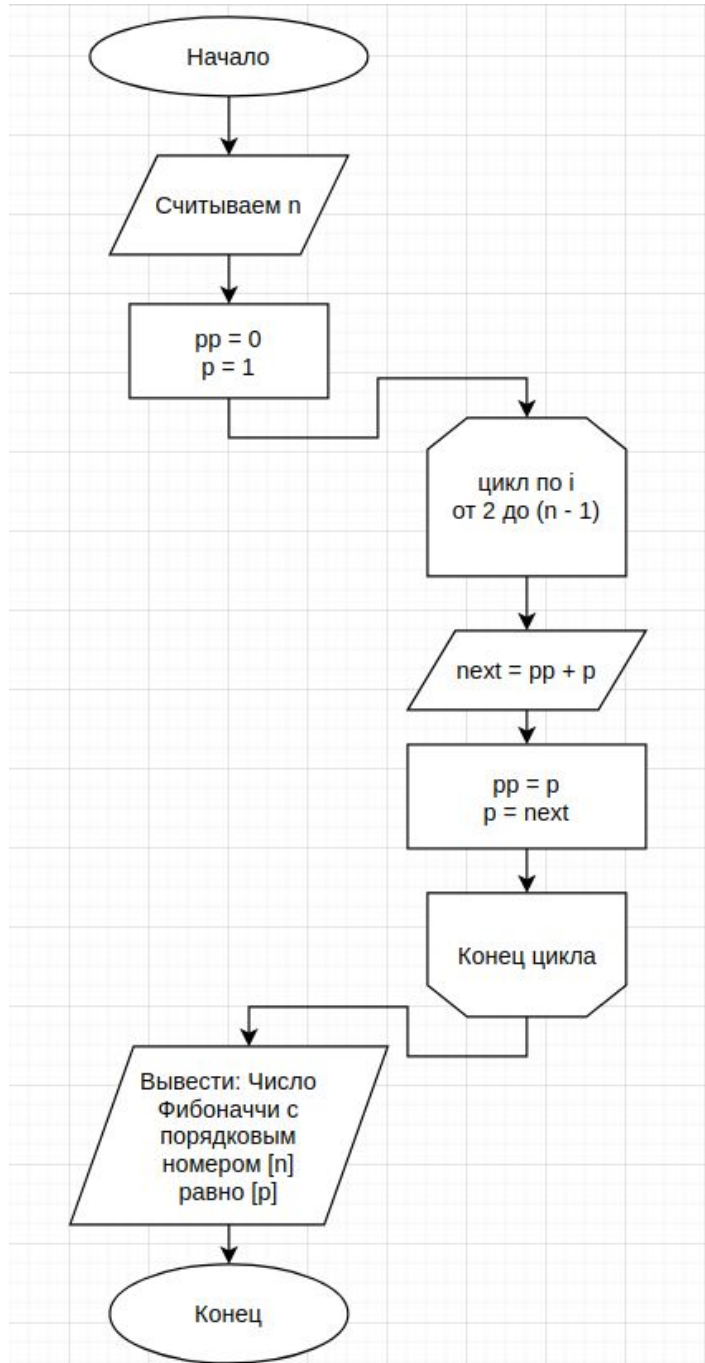 Начало
Считываем n
pp = 0
p = 1
цикл по i
от 2 до (n - 1)
next = pp + p
pp = p
p = next
Конец цикла
Вывести: Число
Фибоначчи с
порядковым
номером [n]
равно [p]
Конец